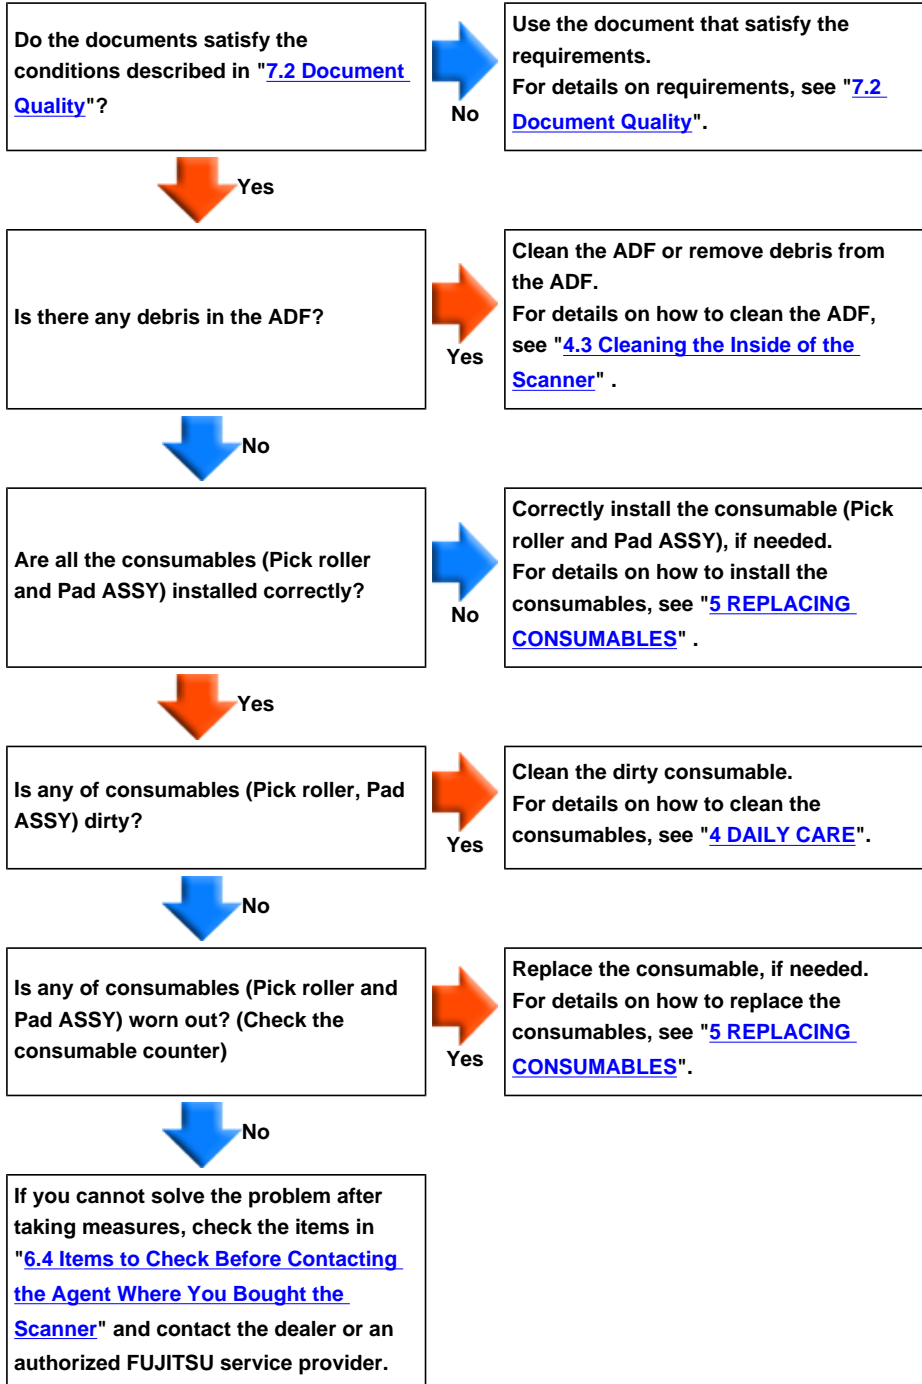 Do the documents satisfy the
conditions described in "7.2 Document
Quality"?
No
Use the document that satisfy the
requirements.
For details on requirements, see "7.2
Document Quality".
Yes
Is there any debris in the ADF?
Yes
Clean the ADF or remove debris from
the ADF.
For details on how to clean the ADF,
see "4.3 Cleaning the Inside of the
Scanner" .
No
Are all the consumables (Pick roller
and Pad ASSY) installed correctly?
No
Correctly install the consumable (Pick
roller and Pad ASSY), if needed.
For details on how to install the
consumables, see "5 REPLACING
CONSUMABLES" .
Yes
Is any of consumables (Pick roller, Pad
ASSY) dirty?
Yes
Clean the dirty consumable.
For details on how to clean the
consumables, see "4 DAILY CARE".
No
Is any of consumables (Pick roller and
Pad ASSY) worn out? (Check the
consumable counter)
Yes
Replace the consumable, if needed.
For details on how to replace the
consumables, see "5 REPLACING
CONSUMABLES".
No
If you cannot solve the problem after
taking measures, check the items in
"6.4 Items to Check Before Contacting
the Agent Where You Bought the
Scanner" and contact the dealer or an
authorized FUJITSU service provider.